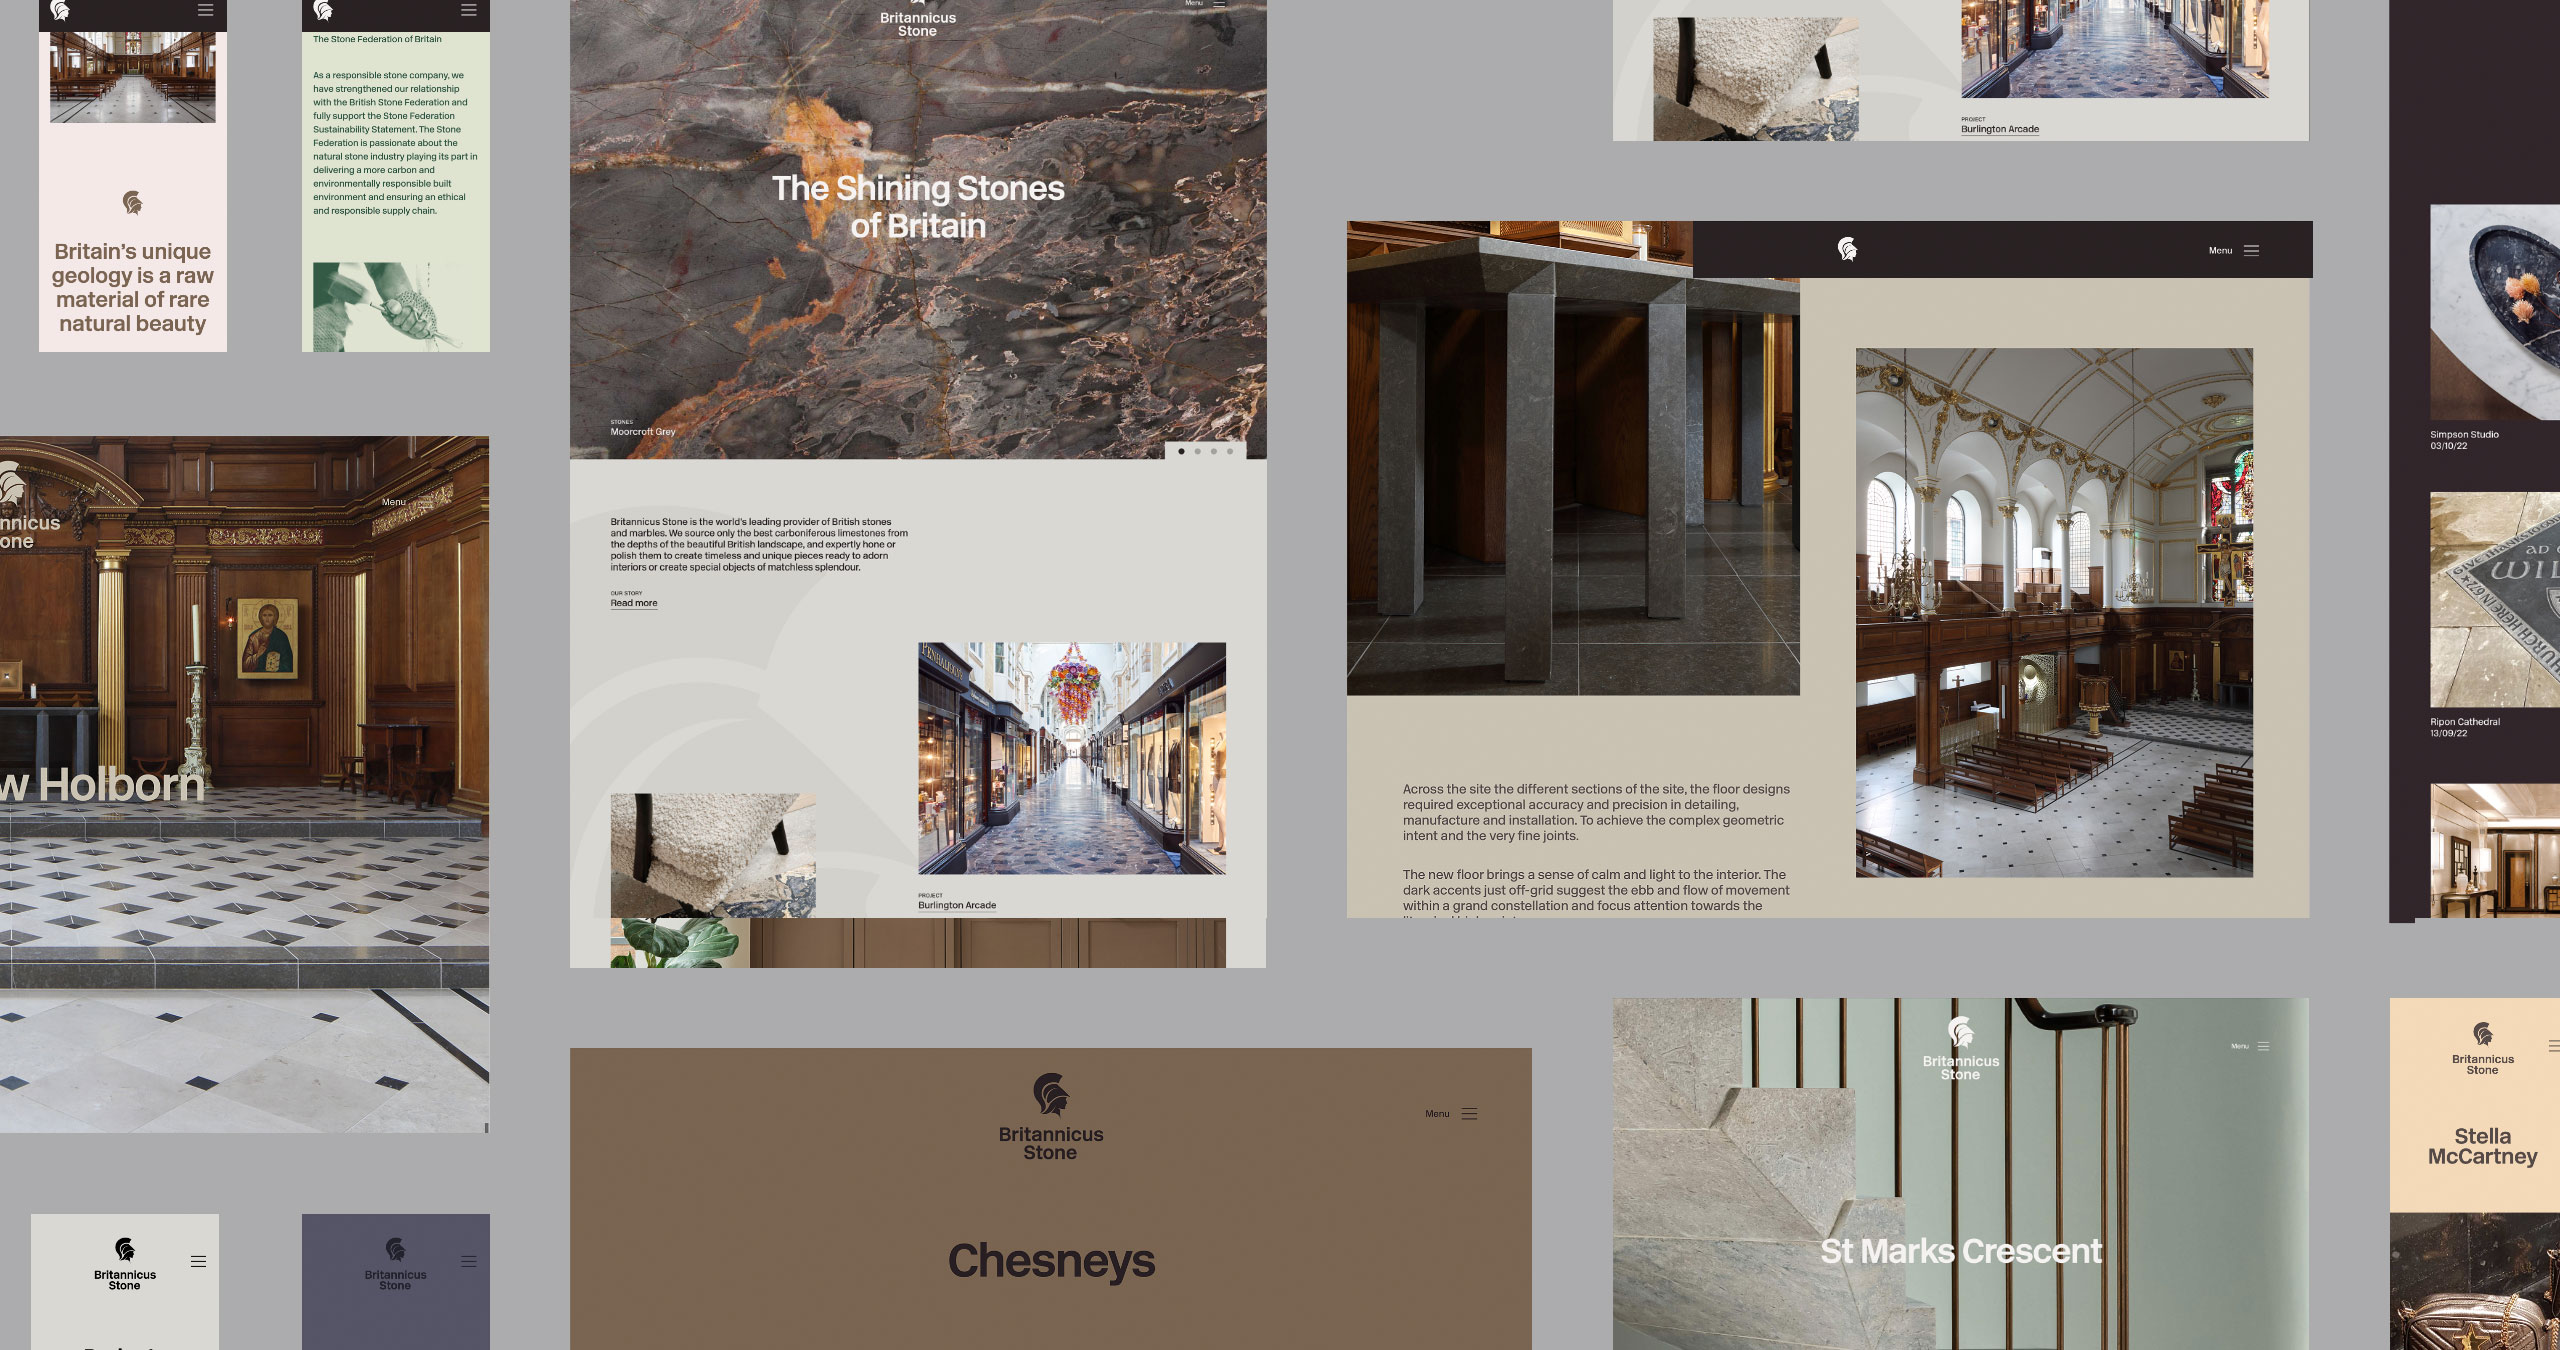 The Stone Federation of Britain
As a responsible stone company, we
have strengthened our relationship
with the British Stone Federation and
fully support the Stone Federation
Sustainability Statement. The Stone
Federation is passionate about the
natural stone industry playing its part in
delivering a more carbon and
environmentally responsible built
environment and ensuring an ethical
and responsible supply chain.
Britain's unique
geology is a raw
material of rare
natural beauty
Britannicus
Stone
Menu
The Shining Stones
of Britain
STONES
Moorcroft Grey
Britannicus Stone is the world's leading provider of British stones
and marbles. We source only the best carboniferous limestones from
the depths of the beautiful British landscape, and expertly hone or
polish them to create timeless and unique pieces ready to adorn
interiors or create special objects of matchless splendour.
OUR STORY
Read more
PENHALIGON'S
PROJECT
Burlington Arcade
PROJECT
Burlington Arcade
Menu
Across the site the different sections of the site, the floor designs
required exceptional accuracy and precision in detailing,
manufacture and installation. To achieve the complex geometric
intent and the very fine joints.
The new floor brings a sense of calm and light to the interior. The
dark accents just off-grid suggest the ebb and flow of movement
within a grand constellation and focus attention towards the
Simpson Studio
03/10/22
AD
WIL
GIVE THANKS
CHURCH HERE IN 672
Ripon Cathedral
13/09/22
nnicus
one
Menu
w Holborn
Britannicus
Stone
Britannicus
Stone
Britannicus
Stone
Menu
Chesneys
Britannicus
Stone
Menu
St Marks Crescent
Britannicus
Stone
Stella
McCartney